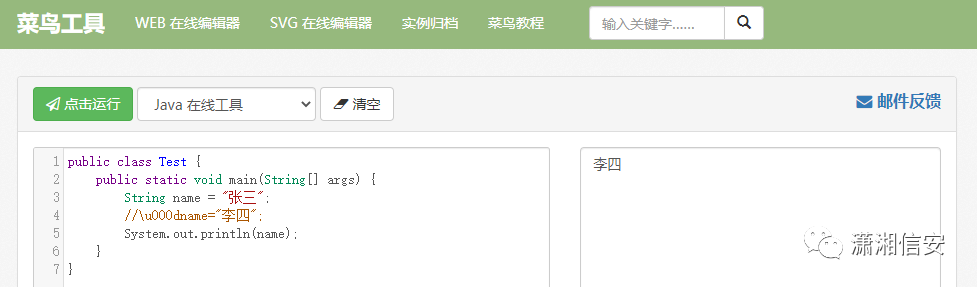 菜鸟工具 WEB 在线编辑器 SVG 在线编辑器 实例归档 菜鸟教程 输入关键字......
点击运行 Java 在线工具 清空 邮件反馈
1 public class Test {
2 public static void main(String[] args) {
3 String name = "张三";
4 //\u000dname="李四";
5 System.out.println(name);
6 }
7 }
李四
潇湘信安